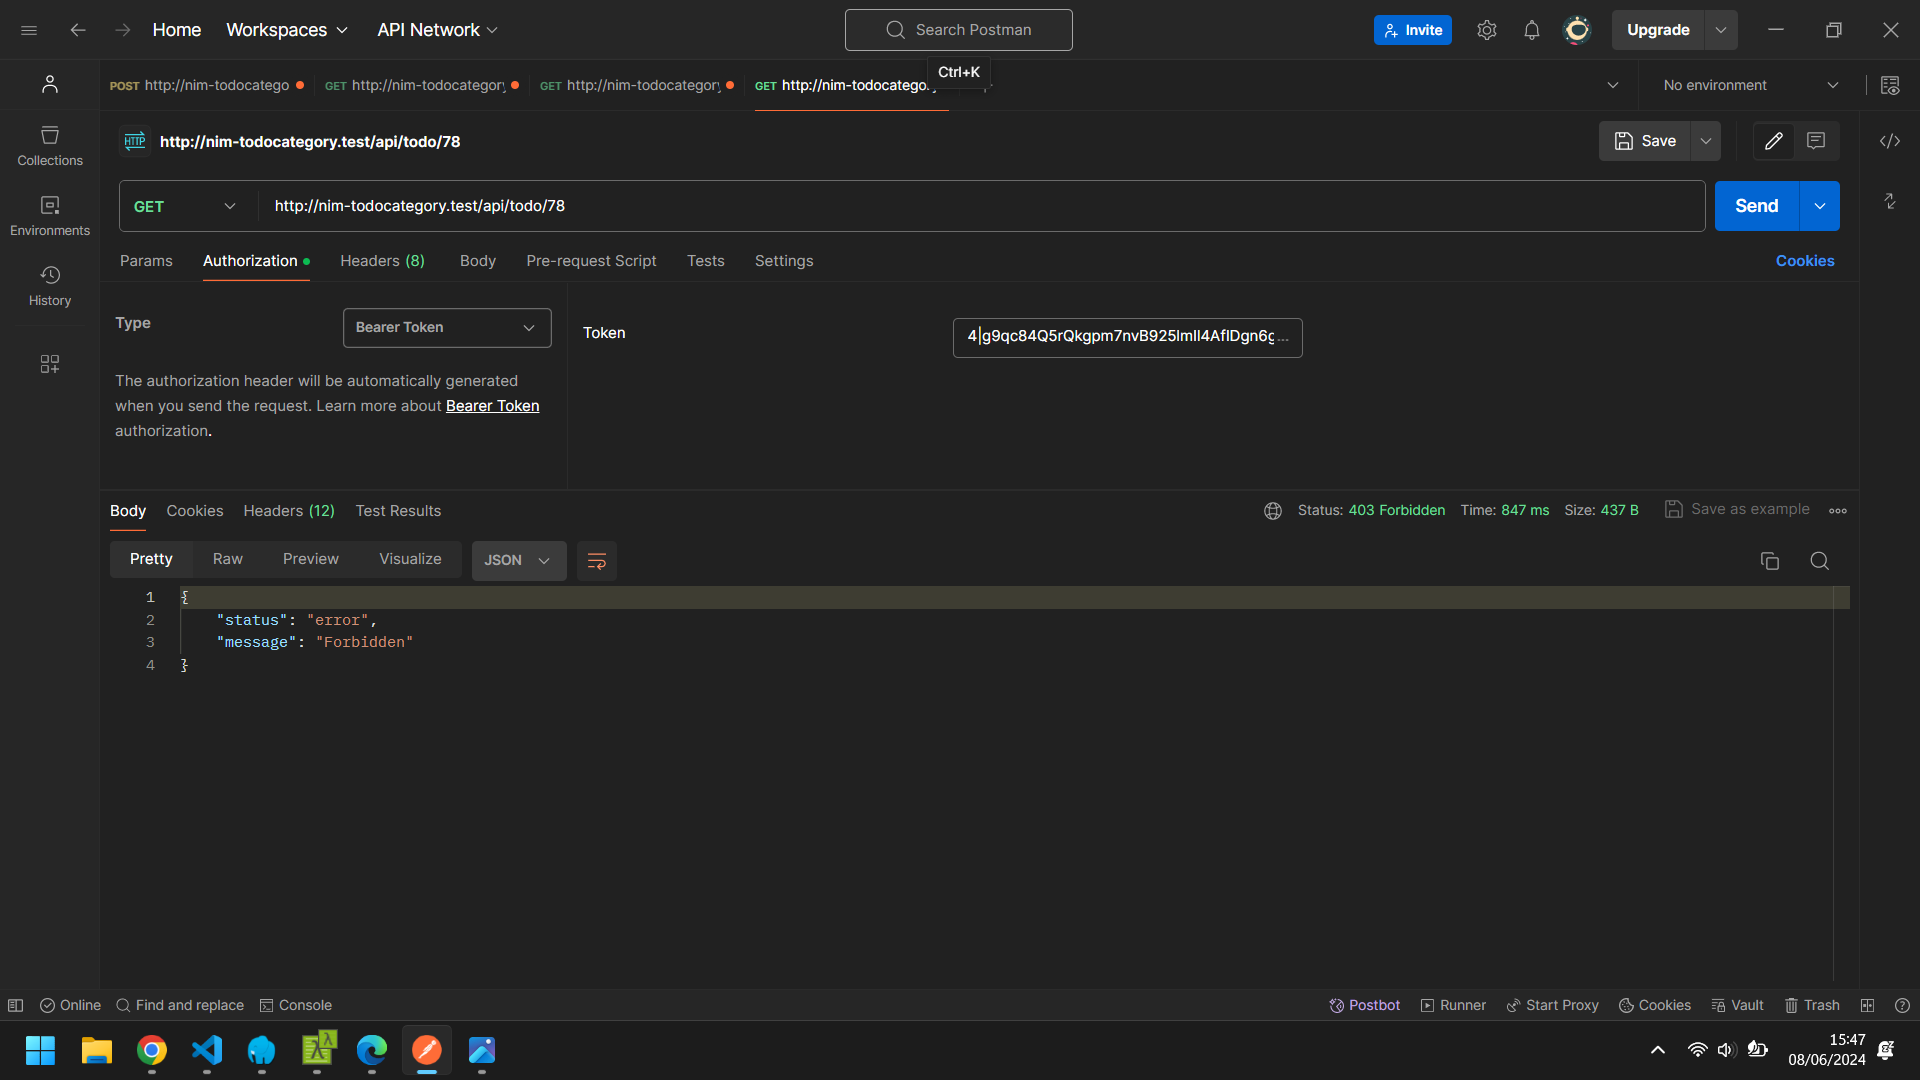 Home
Workspaces
API Network
Search Postman
Invite
Upgrade
Ctrl+K
POST http://nim-todocatego
GET http://nim-todocategory
GET http://nim-todocategory
GET http://nim-todocatego
No environment
Collections
Environments
History
HTTP http://nim-todocategory.test/api/todo/78
Save
GET http://nim-todocategory.test/api/todo/78
Send
Params
Authorization
Headers (8)
Body
Pre-request Script
Tests
Settings
Cookies
Type
Bearer Token
The authorization header will be automatically generated
when you send the request. Learn more about Bearer Token
authorization.
Token
4|g9qc84Q5rQkgpm7nvB925lmll4AflDgn6g...
Body
Cookies
Headers (12)
Test Results
Status: 403 Forbidden
Time: 847 ms
Size: 437 B
Save as example
Pretty
Raw
Preview
Visualize
JSON
1 {
2 "status": "error",
3 "message": "Forbidden"
4 }
Online
Find and replace
Console
Postbot
Runner
Start Proxy
Cookies
Vault
Trash
15:47
08/06/2024